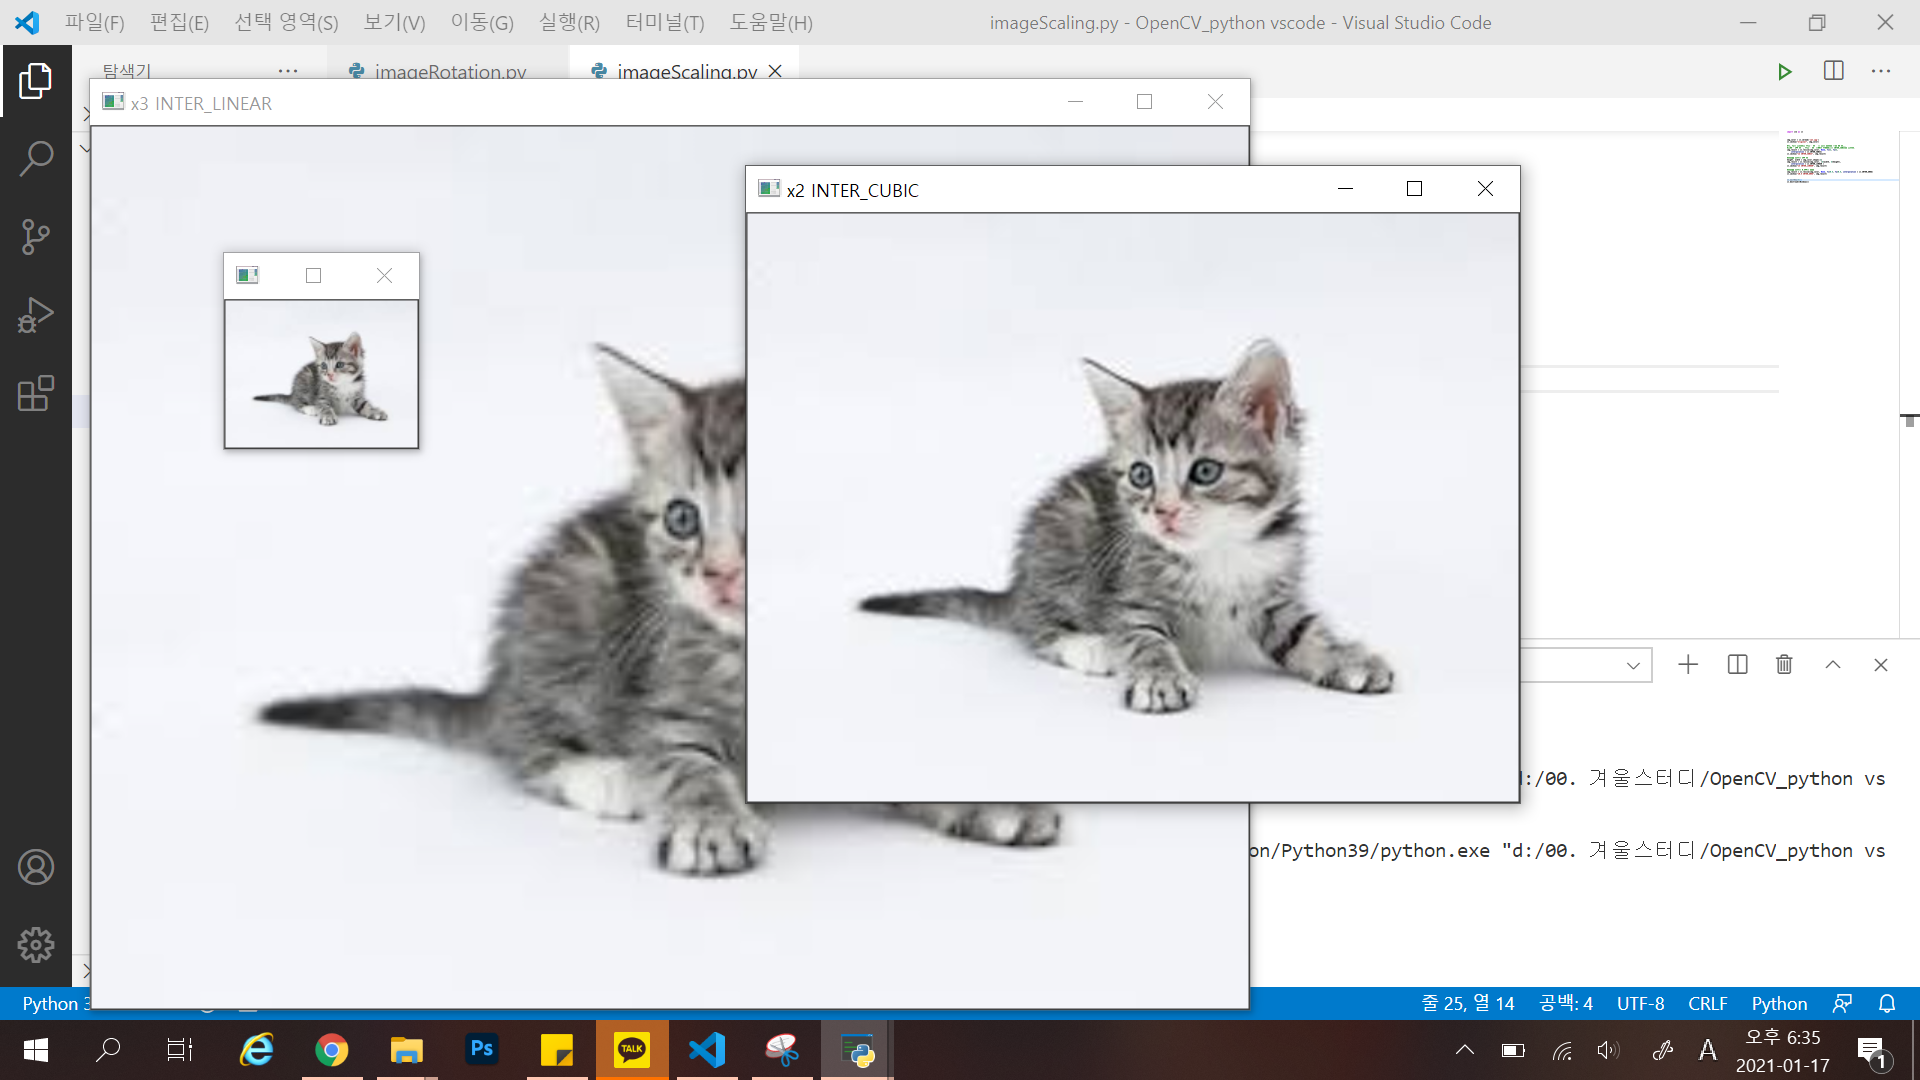 파일(F) 편집(E) 선택 영역(S) 보기(V) 이동(G) 실행(R) 터미널(T) 도움말(H) imageScaling.py - OpenCV_python vscode - Visual Studio Code
탐색기 ··· imageRotation.py imageScaling.py ···
x3 INTER_LINEAR
x2 INTER_CUBIC
d:/00. 겨울스터디/OpenCV_python vs
on/Python39/python.exe "d:/00. 겨울스터디/OpenCV_python vs
Python 3 줄 25, 열 14 공백: 4 UTF-8 CRLF Python
Ps TALK A 오후 6:35 1
2021-01-17